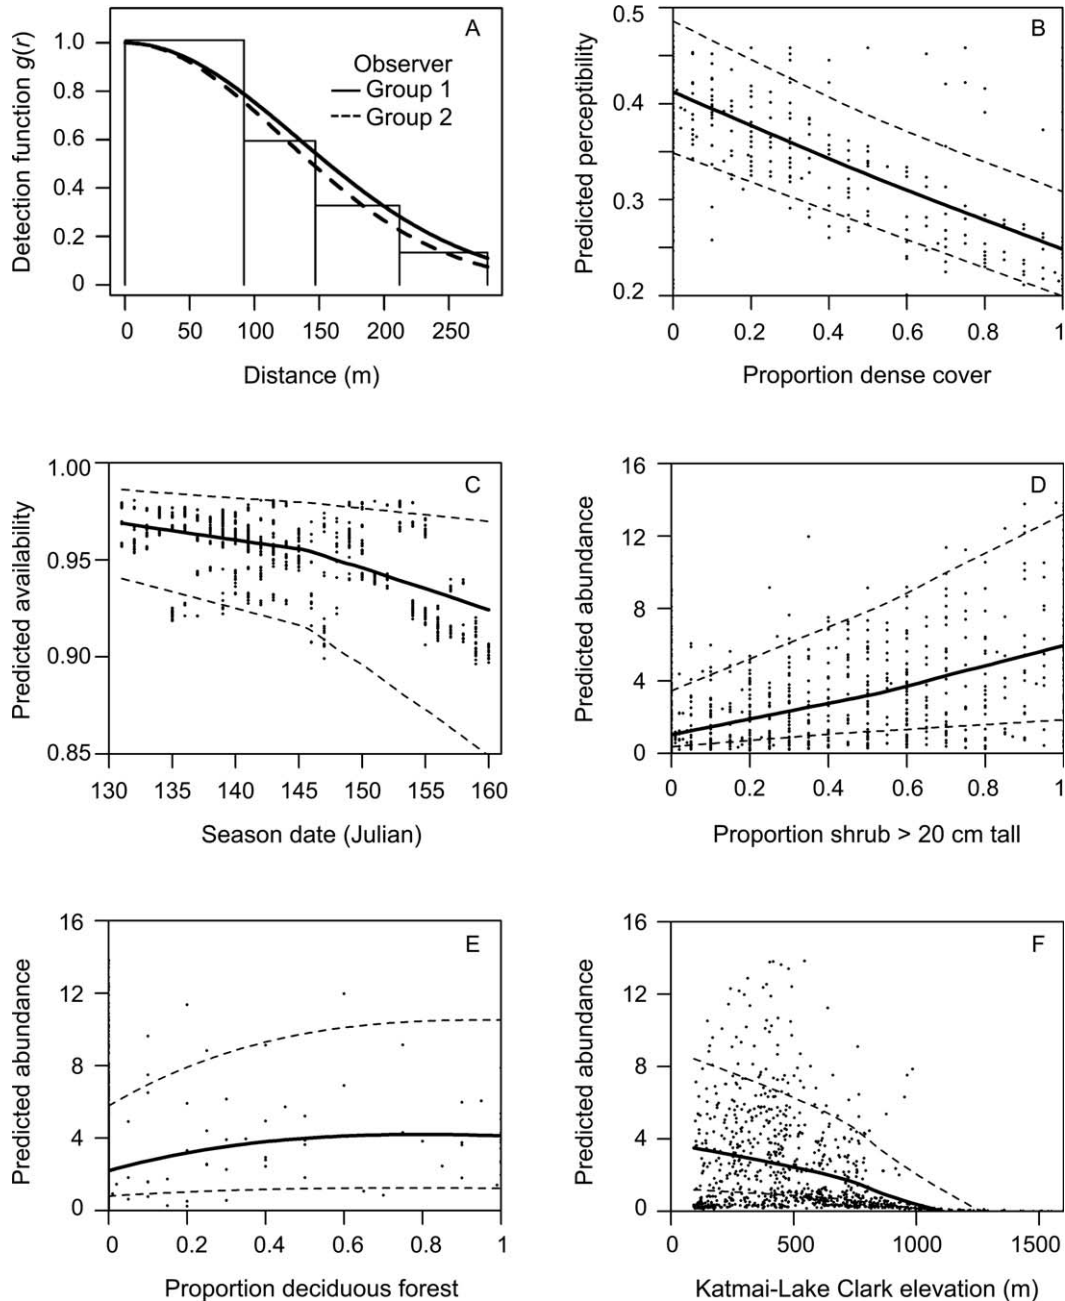 A
Detection function g(r)
1.0
0.8
0.6
0.4
0.2
0
Observer
Group 1
Group 2
0 50 100 150 200 250
Distance (m)
B
Predicted perceptibility
0.5
0.4
0.3
0.2
0 0.2 0.4 0.6 0.8 1
Proportion dense cover
C
Predicted availability
1.00
0.95
0.90
0.85
130 135 140 145 150 155 160
Season date (Julian)
D
Predicted abundance
16
12
8
4
0
0 0.2 0.4 0.6 0.8 1
Proportion shrub > 20 cm tall
E
Predicted abundance
16
12
8
4
0
0 0.2 0.4 0.6 0.8 1
Proportion deciduous forest
F
Predicted abundance
16
12
8
4
0
0 500 1000 1500
Katmai-Lake Clark elevation (m)